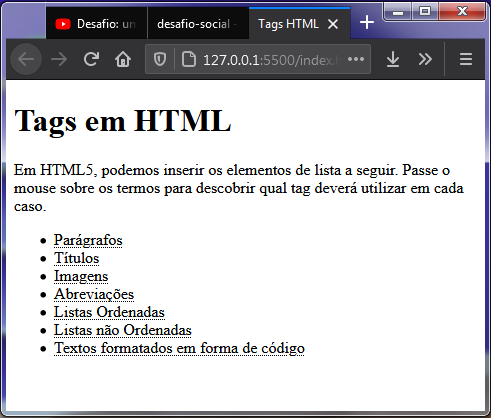 Desafio: un
desafio-social -
Tags HTML
127.0.0.1:5500/index.
Tags em HTML
Em HTML5, podemos inserir os elementos de lista a seguir. Passe o
mouse sobre os termos para descobrir qual tag deverá utilizar em cada
caso.
Parágrafos
Títulos
Imagens
Abreviações
Listas Ordenadas
Listas não Ordenadas
Textos formatados em forma de código